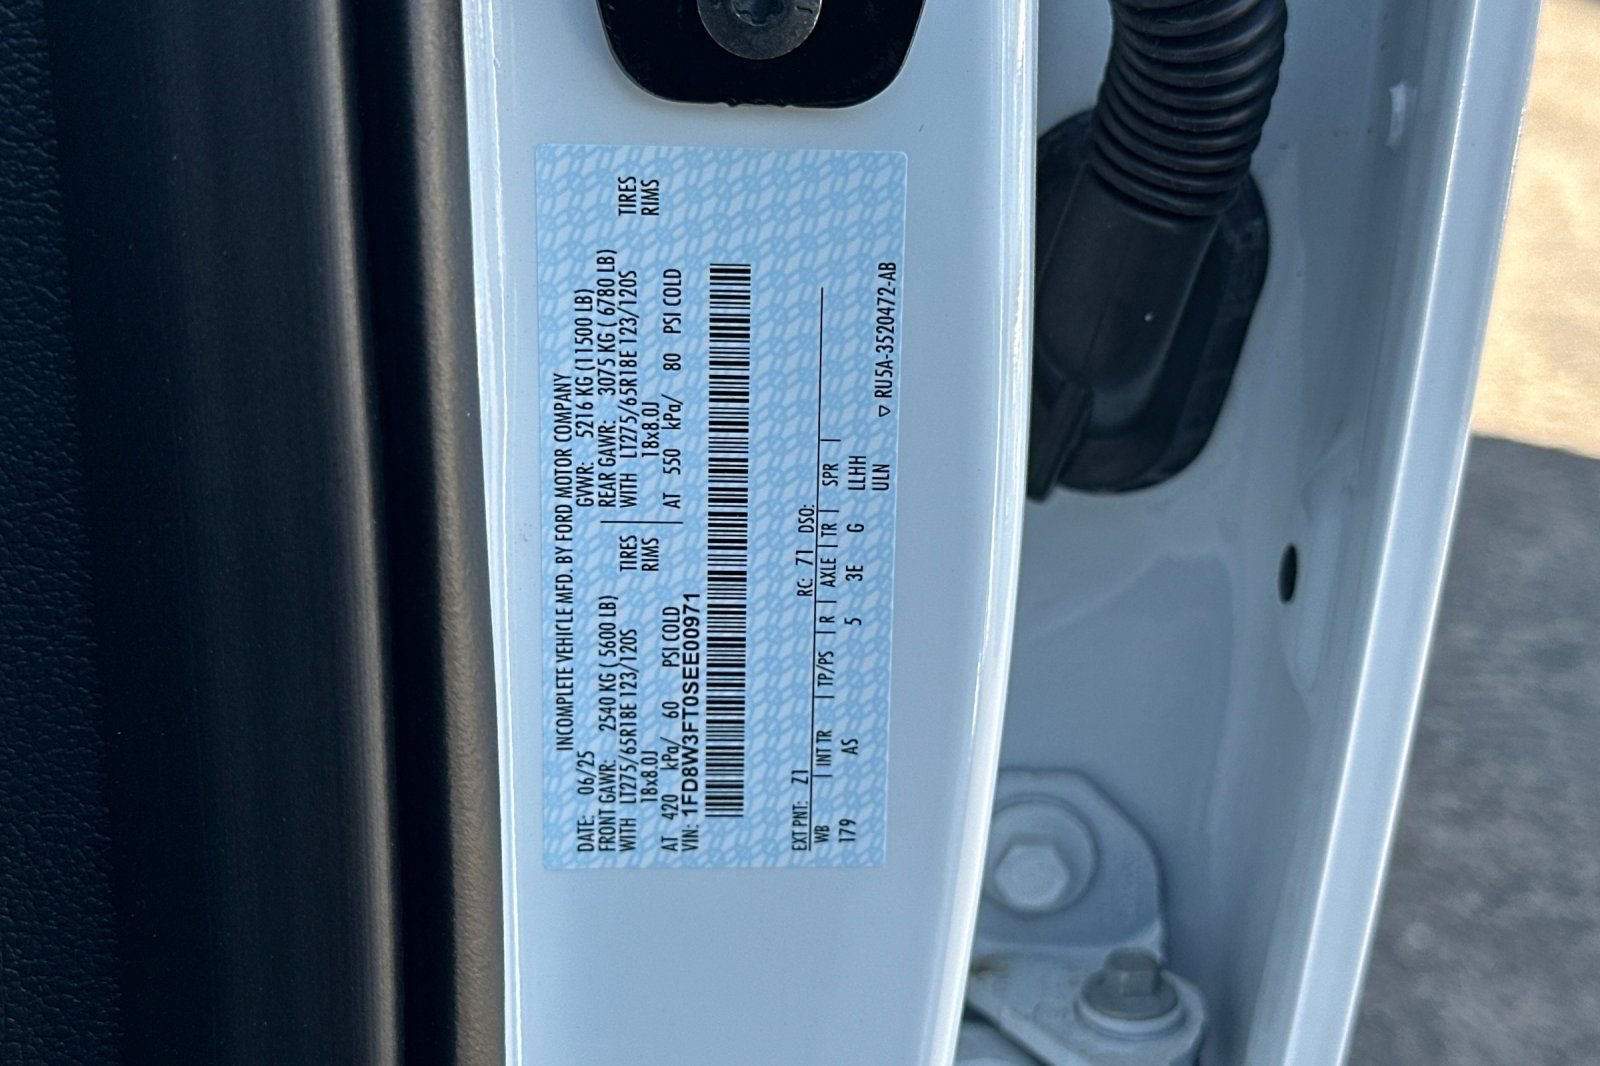 INCOMPLETE VEHICLE MFD. BY FORD MOTOR COMPANY
DATE: 06/25 GVWR: 5216 KG (11500 LB)
FRONT GAWR: 2540 KG ( 5600 LB) REAR GAWR: 3075 KG ( 6780 LB)
WITH LT275/65R18E 123/120S TIRES WITH LT275/65R18E 123/120S TIRES
18x8.0J RIMS 18x8.0J RIMS
AT 420 kPa/ 60 PSI COLD AT 550 kPa/ 80 PSI COLD
VIN: 1FD8W3FT0SEE00971
EXT PNT: Z1 RC: 71 DSO:
WB | INT TR | TP/PS | R | AXLE | TR | SPR |
179 AS 5 3E G LLHH
ULN
▽ RU5A-3520472-AB